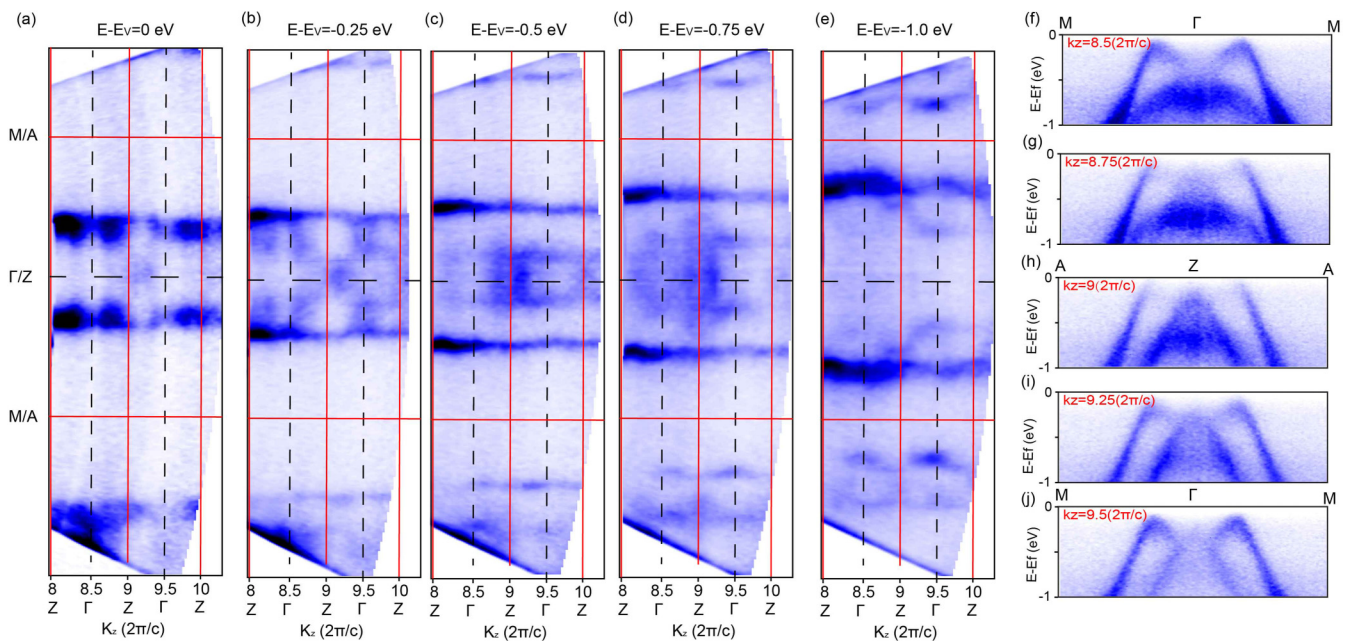 (a)
E-Ev=0 eV
(b)
E-Ev=-0.25 eV
(c)
E-Ev=-0.5 eV
(d)
E-Ev=-0.75 eV
(e)
E-Ev=-1.0 eV
M/A
Γ/Z
M/A
8 8.5 9 9.5 10
Z Γ Z Γ Z
Kz (2π/c)
8 8.5 9 9.5 10
Z Γ Z Γ Z
Kz (2π/c)
8 8.5 9 9.5 10
Z Γ Z Γ Z
Kz (2π/c)
8 8.5 9 9.5 10
Z Γ Z Γ Z
Kz (2π/c)
8 8.5 9 9.5 10
Z Γ Z Γ Z
Kz (2π/c)
(f) M Γ M
kz=8.5(2π/c)
E-Ef (eV)
0
-1
(g)
kz=8.75(2π/c)
E-Ef (eV)
0
-1
(h) A Z A
kz=9(2π/c)
E-Ef (eV)
0
-1
(i)
kz=9.25(2π/c)
E-Ef (eV)
0
-1
(j) M Γ M
kz=9.5(2π/c)
E-Ef (eV)
0
-1